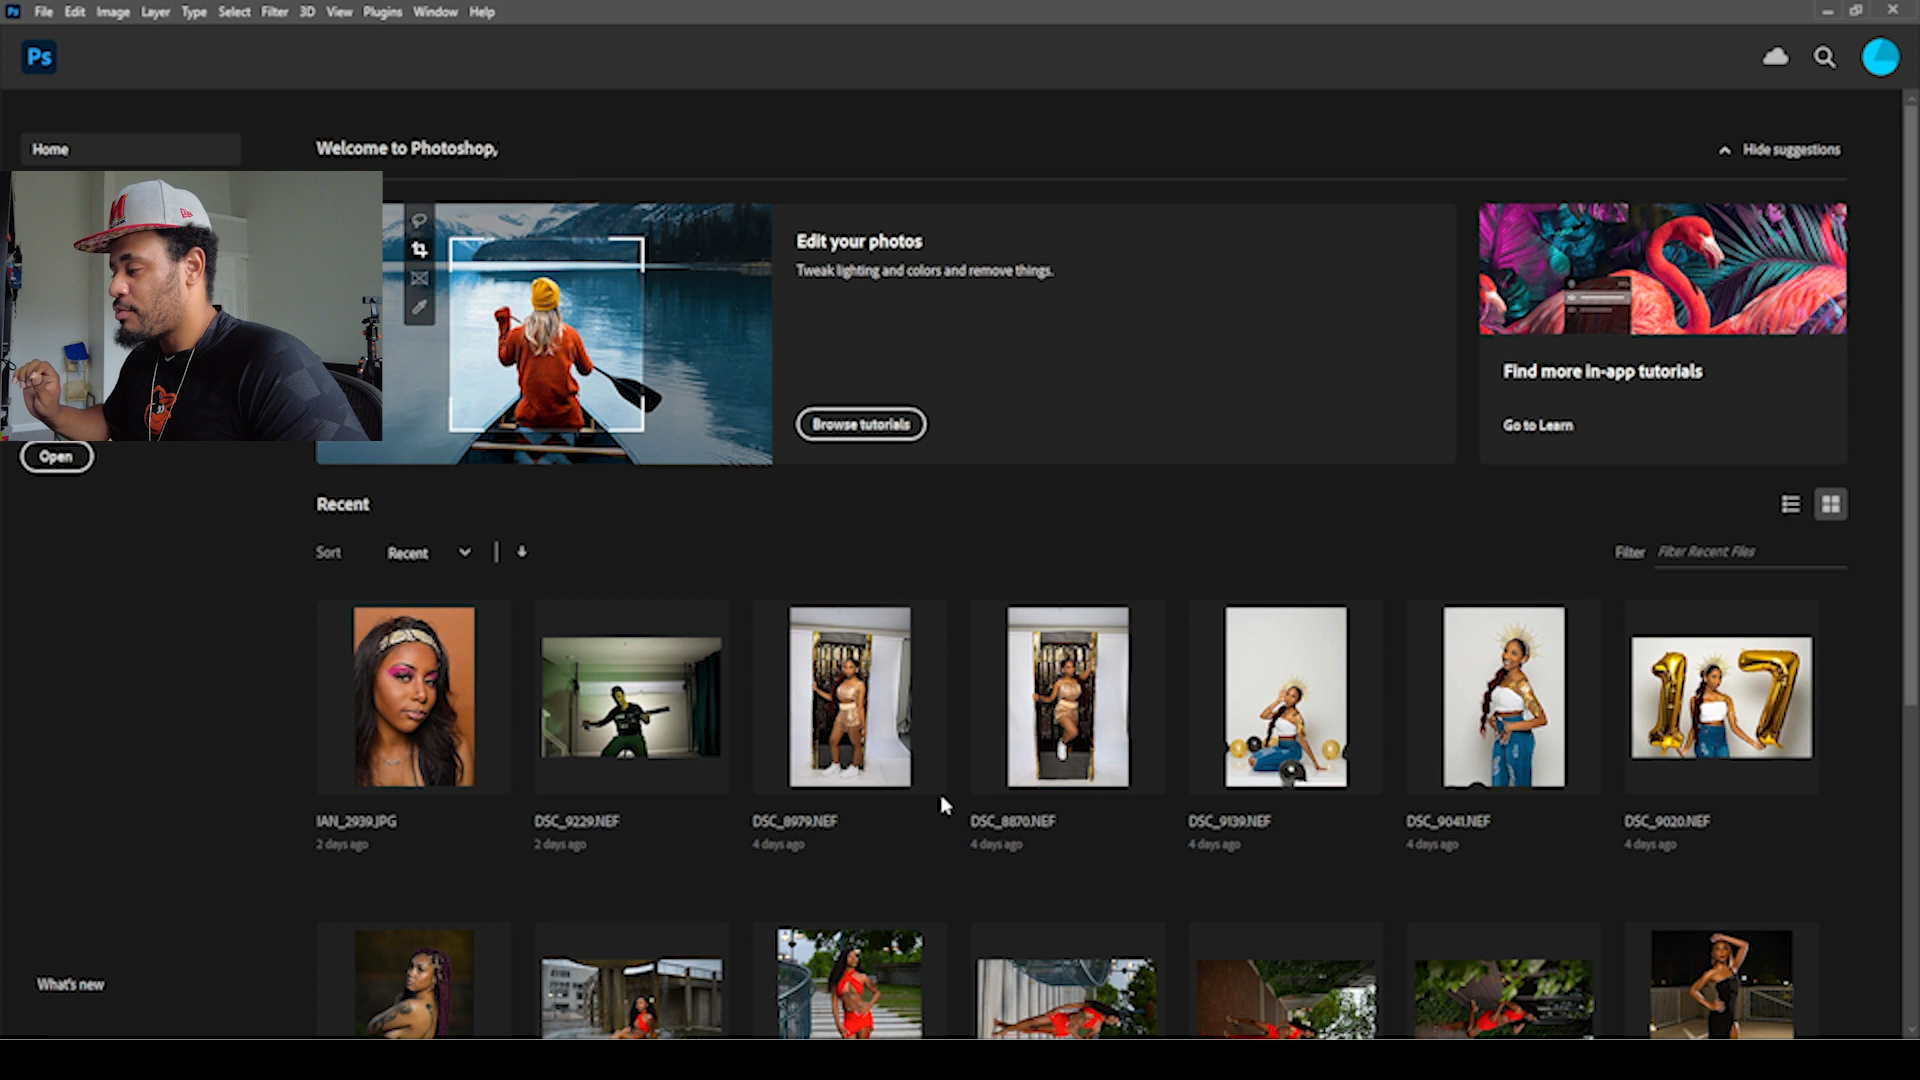 Ps File Edit Image Layer Type Select Filter 3D View Plugins Window Help
Ps
Home
Welcome to Photoshop,
Hide suggestions
M
Edit your photos
Tweak lighting and colors and remove things.
Browse tutorials
Find more in-app tutorials
Go to Learn
Open
Recent
Sort Recent
Filter Filter Recent Files
17
IAN_2939.JPG DSC_9229.NEF DSC_8979.NEF DSC_8870.NEF DSC_9139.NEF DSC_9041.NEF DSC_9020.NEF
2 days ago 2 days ago 4 days ago 4 days ago 4 days ago 4 days ago 4 days ago
What's new